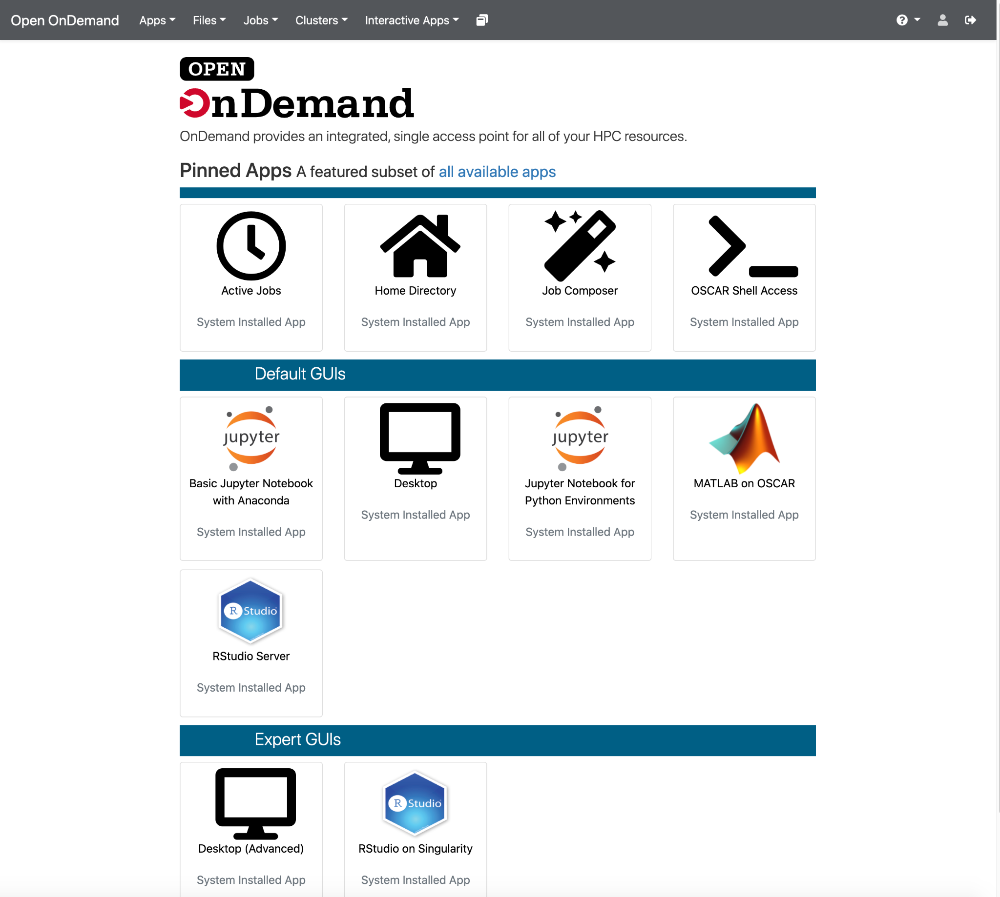 Open OnDemand Apps Files Jobs Clusters Interactive Apps
OPEN
OnDemand
OnDemand provides an integrated, single access point for all of your HPC resources.
Pinned Apps A featured subset of all available apps
Active Jobs
System Installed App
Home Directory
System Installed App
Job Composer
System Installed App
OSCAR Shell Access
System Installed App
Default GUIs
jupyter
Basic Jupyter Notebook
with Anaconda
System Installed App
Desktop
System Installed App
jupyter
Jupyter Notebook for
Python Environments
System Installed App
MATLAB on OSCAR
System Installed App
R Studio
RStudio Server
System Installed App
Expert GUIs
Desktop (Advanced)
System Installed App
R Studio
RStudio on Singularity
System Installed App